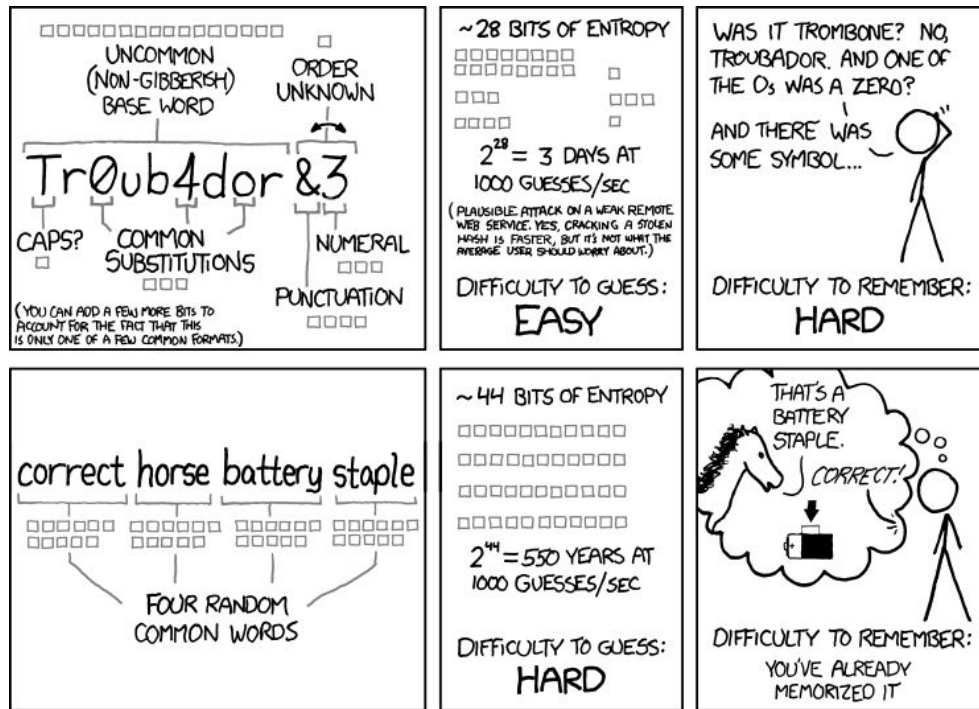 UNCOMMON
(NON-GIBBERISH)
BASE WORD
ORDER
UNKNOWN
Tr0ub4dor &3
CAPS?
COMMON
SUBSTITUTIONS
NUMERAL
PUNCTUATION
(YOU CAN ADD A FEW MORE BITS TO
ACCOUNT FOR THE FACT THAT THIS
IS ONLY ONE OF A FEW COMMON FORMATS.)
~28 BITS OF ENTROPY
2²⁸ = 3 DAYS AT
1000 GUESSES/SEC
(PLAUSIBLE ATTACK ON A WEAK REMOTE
WEB SERVICE. YES, CRACKING A STOLEN
HASH IS FASTER, BUT IT'S NOT WHAT THE
AVERAGE USER SHOULD WORRY ABOUT.)
DIFFICULTY TO GUESS:
EASY
WAS IT TROMBONE? NO,
TROUBADOR. AND ONE OF
THE Os WAS A ZERO?
AND THERE WAS
SOME SYMBOL...
DIFFICULTY TO REMEMBER:
HARD
correct horse battery staple
FOUR RANDOM
COMMON WORDS
~44 BITS OF ENTROPY
2⁴⁴ = 550 YEARS AT
1000 GUESSES/SEC
DIFFICULTY TO GUESS:
HARD
THAT'S A
BATTERY
STAPLE.
CORRECT!
DIFFICULTY TO REMEMBER:
YOU'VE ALREADY
MEMORIZED IT